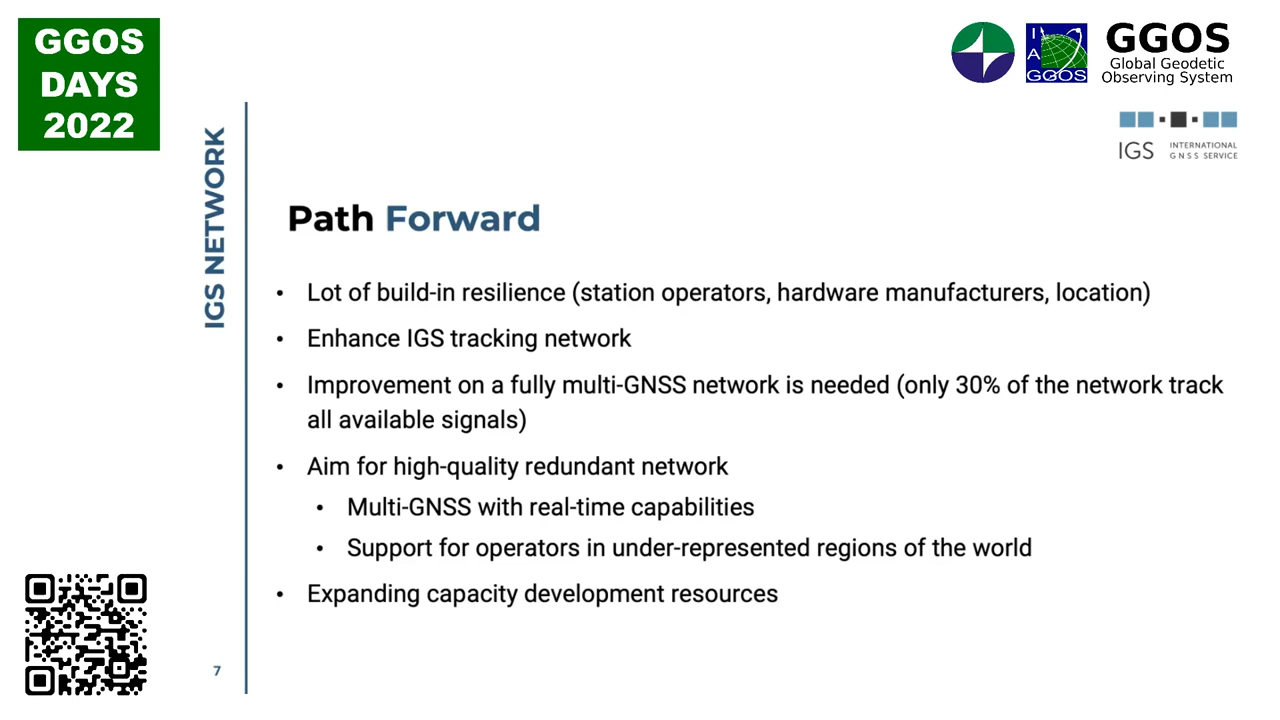 GGOS
DAYS
2022
IAG
GGOS
GGOS
Global Geodetic
Observing System
IGS
INTERNATIONAL
GNSS SERVICE
IGS NETWORK
Path Forward
• Lot of build-in resilience (station operators, hardware manufacturers, location)
• Enhance IGS tracking network
• Improvement on a fully multi-GNSS network is needed (only 30% of the network track
all available signals)
• Aim for high-quality redundant network
• Multi-GNSS with real-time capabilities
• Support for operators in under-represented regions of the world
• Expanding capacity development resources
7